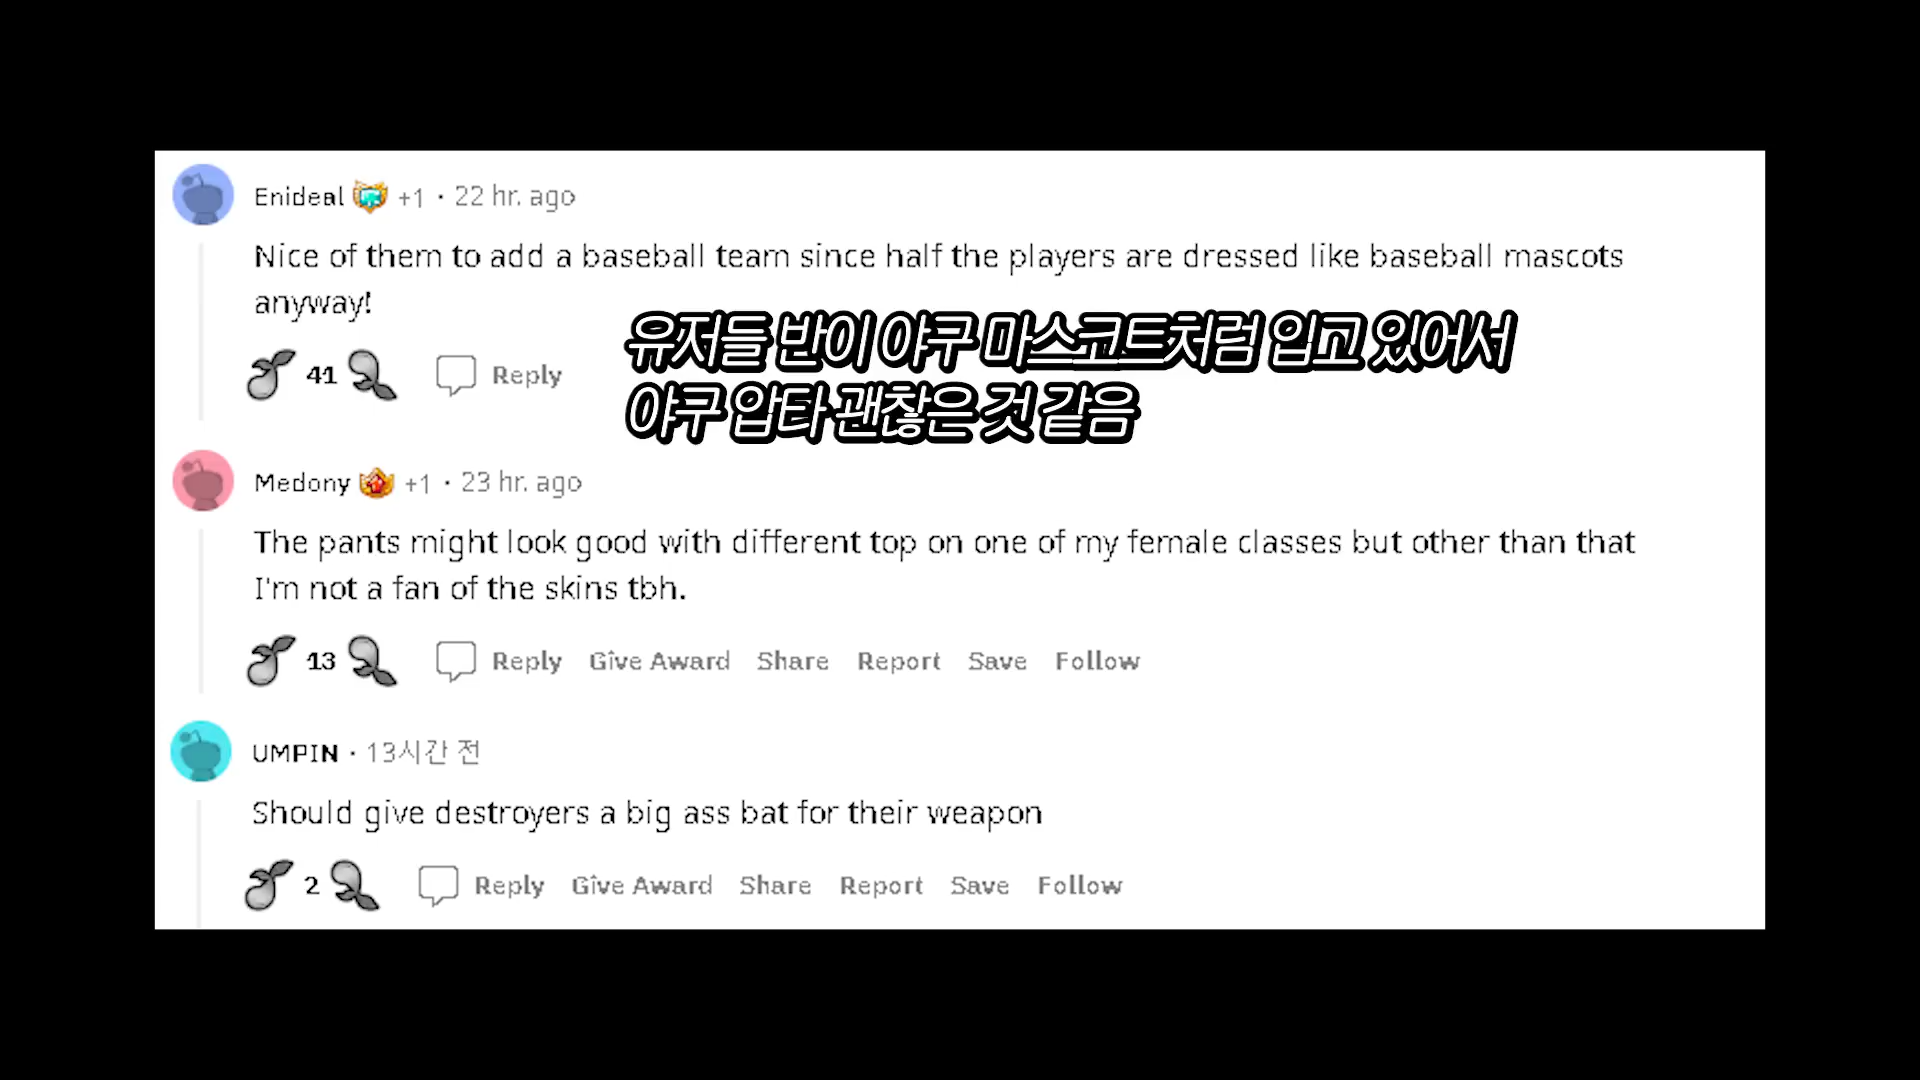 Enideal +1 · 22 hr. ago
Nice of them to add a baseball team since half the players are dressed like baseball mascots
anyway!
유저들 반이 야구 마스코트처럼 입고 있어서
41 Reply
야구 압타 괜찮은 것 같음
Medony +1 · 23 hr. ago
The pants might look good with different top on one of my female classes but other than that
I'm not a fan of the skins tbh.
13 Reply Give Award Share Report Save Follow
UMPIN · 13시간 전
Should give destroyers a big ass bat for their weapon
2 Reply Give Award Share Report Save Follow